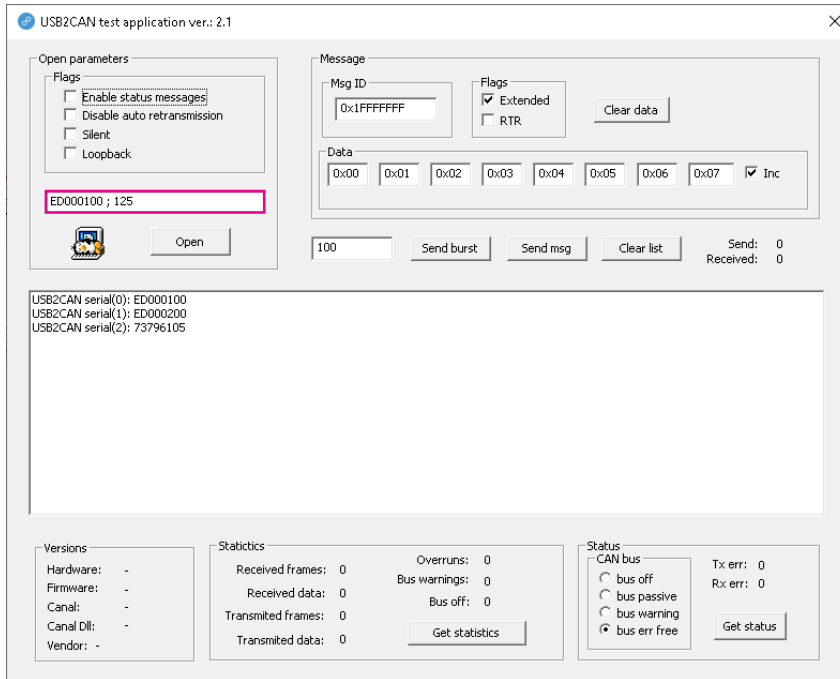 USB2CAN test application ver.: 2.1
Open parameters
Flags
Enable status messages
Disable auto retransmission
Silent
Loopback
ED000100 ; 125
Open
Message
Msg ID
0x1FFFFFFF
Flags
Extended
RTR
Clear data
Data
0x00 0x01 0x02 0x03 0x04 0x05 0x06 0x07 Inc
100 Send burst Send msg Clear list
Send: 0
Received: 0
USB2CAN serial(0): ED000100
USB2CAN serial(1): ED000200
USB2CAN serial(2): 73796105
Versions
Hardware: -
Firmware: -
Canal: -
Canal Dll: -
Vendor: -
Statictics
Received frames: 0
Received data: 0
Transmited frames: 0
Transmited data: 0
Overruns: 0
Bus warnings: 0
Bus off: 0
Get statistics
Status
CAN bus
bus off
bus passive
bus warning
bus err free
Tx err: 0
Rx err: 0
Get status